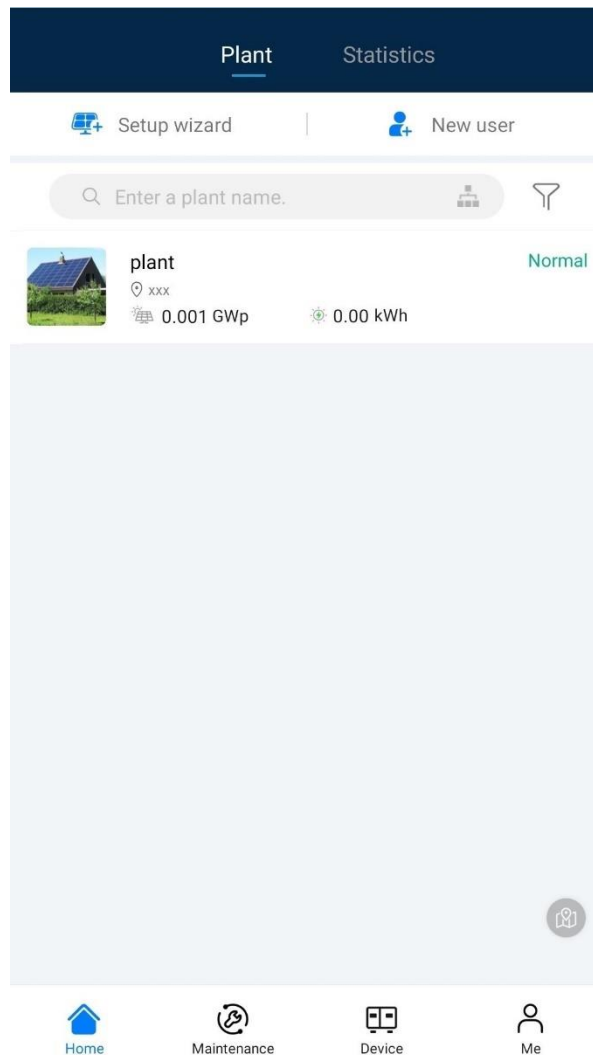 Plant Statistics
Setup wizard New user
Enter a plant name.
plant Normal
xxx
0.001 GWp 0.00 kWh
Home Maintenance Device Me